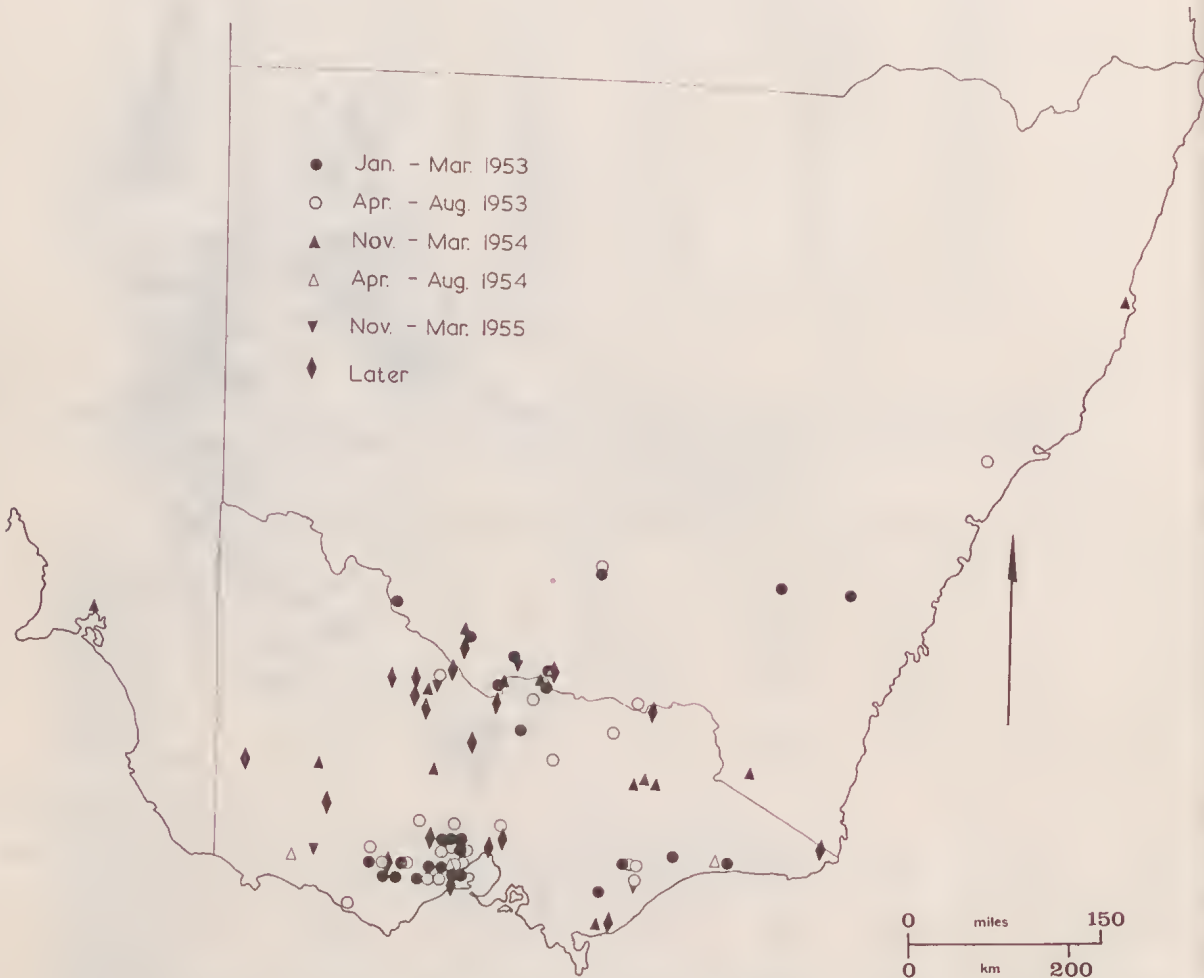 Jan. - Mar. 1953
Apr. - Aug. 1953
Nov. - Mar. 1954
Apr. - Aug. 1954
Nov. - Mar. 1955
Later
0 miles 150
0 km 200